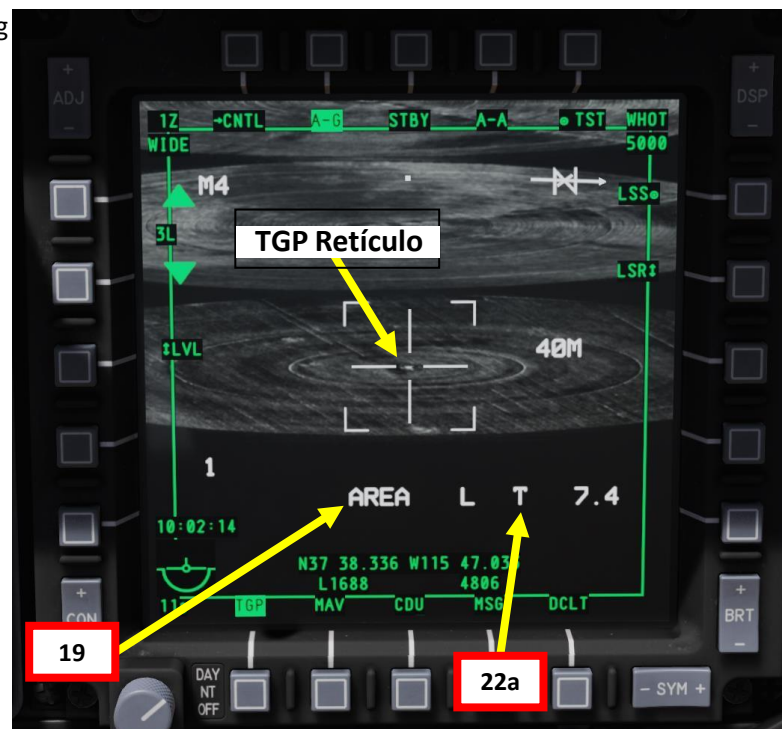 g
+
ADJ
-
+
DSP
-
1Z →CNTL A-G STBY A-A TST WHOT
WIDE 5000
M4
LSS
3L
TGP Retículo
LSR↕
↕LVL
40M
1
AREA L T 7.4
10:02:14
N37 38.336 W115 47.03
L1688 4806
TGP MAV CDU MSG DCLT
+
CON
+
BRT
-
19
22a
DAY
NT
OFF
- SYM +